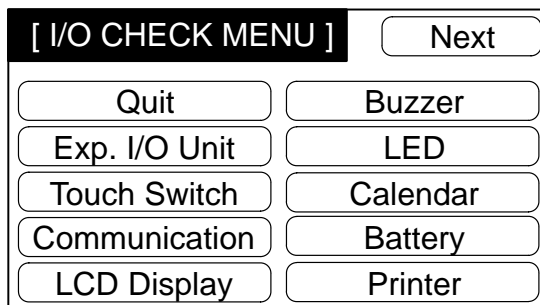 [ I/O CHECK MENU ] Next
Quit Buzzer
Exp. I/O Unit LED
Touch Switch Calendar
Communication Battery
LCD Display Printer